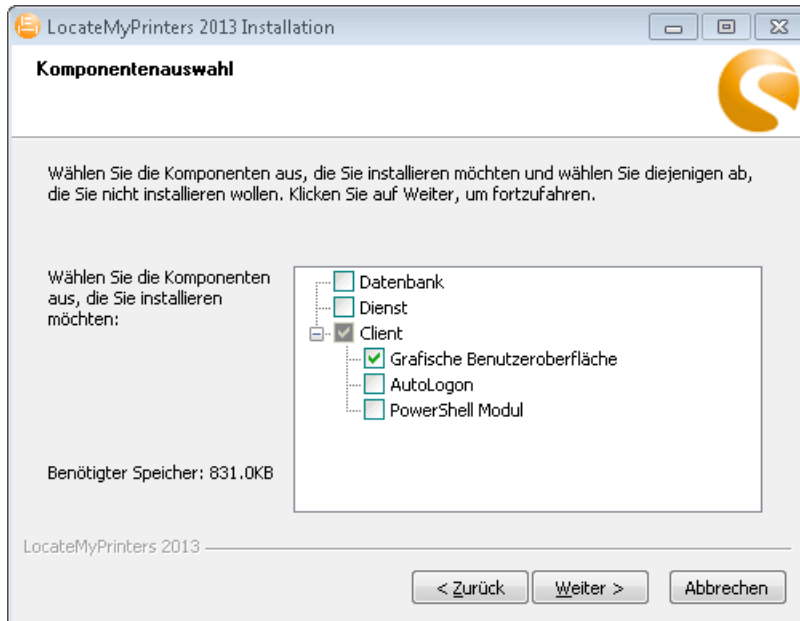 LocateMyPrinters 2013 Installation
Komponentenauswahl
Wählen Sie die Komponenten aus, die Sie installieren möchten und wählen Sie diejenigen ab,
die Sie nicht installieren wollen. Klicken Sie auf Weiter, um fortzufahren.
Wählen Sie die Komponenten
aus, die Sie installieren
möchten:
Datenbank
Dienst
Client
Grafische Benutzeroberfläche
AutoLogon
PowerShell Modul
Benötigter Speicher: 831.0KB
LocateMyPrinters 2013
< Zurück
Weiter >
Abbrechen